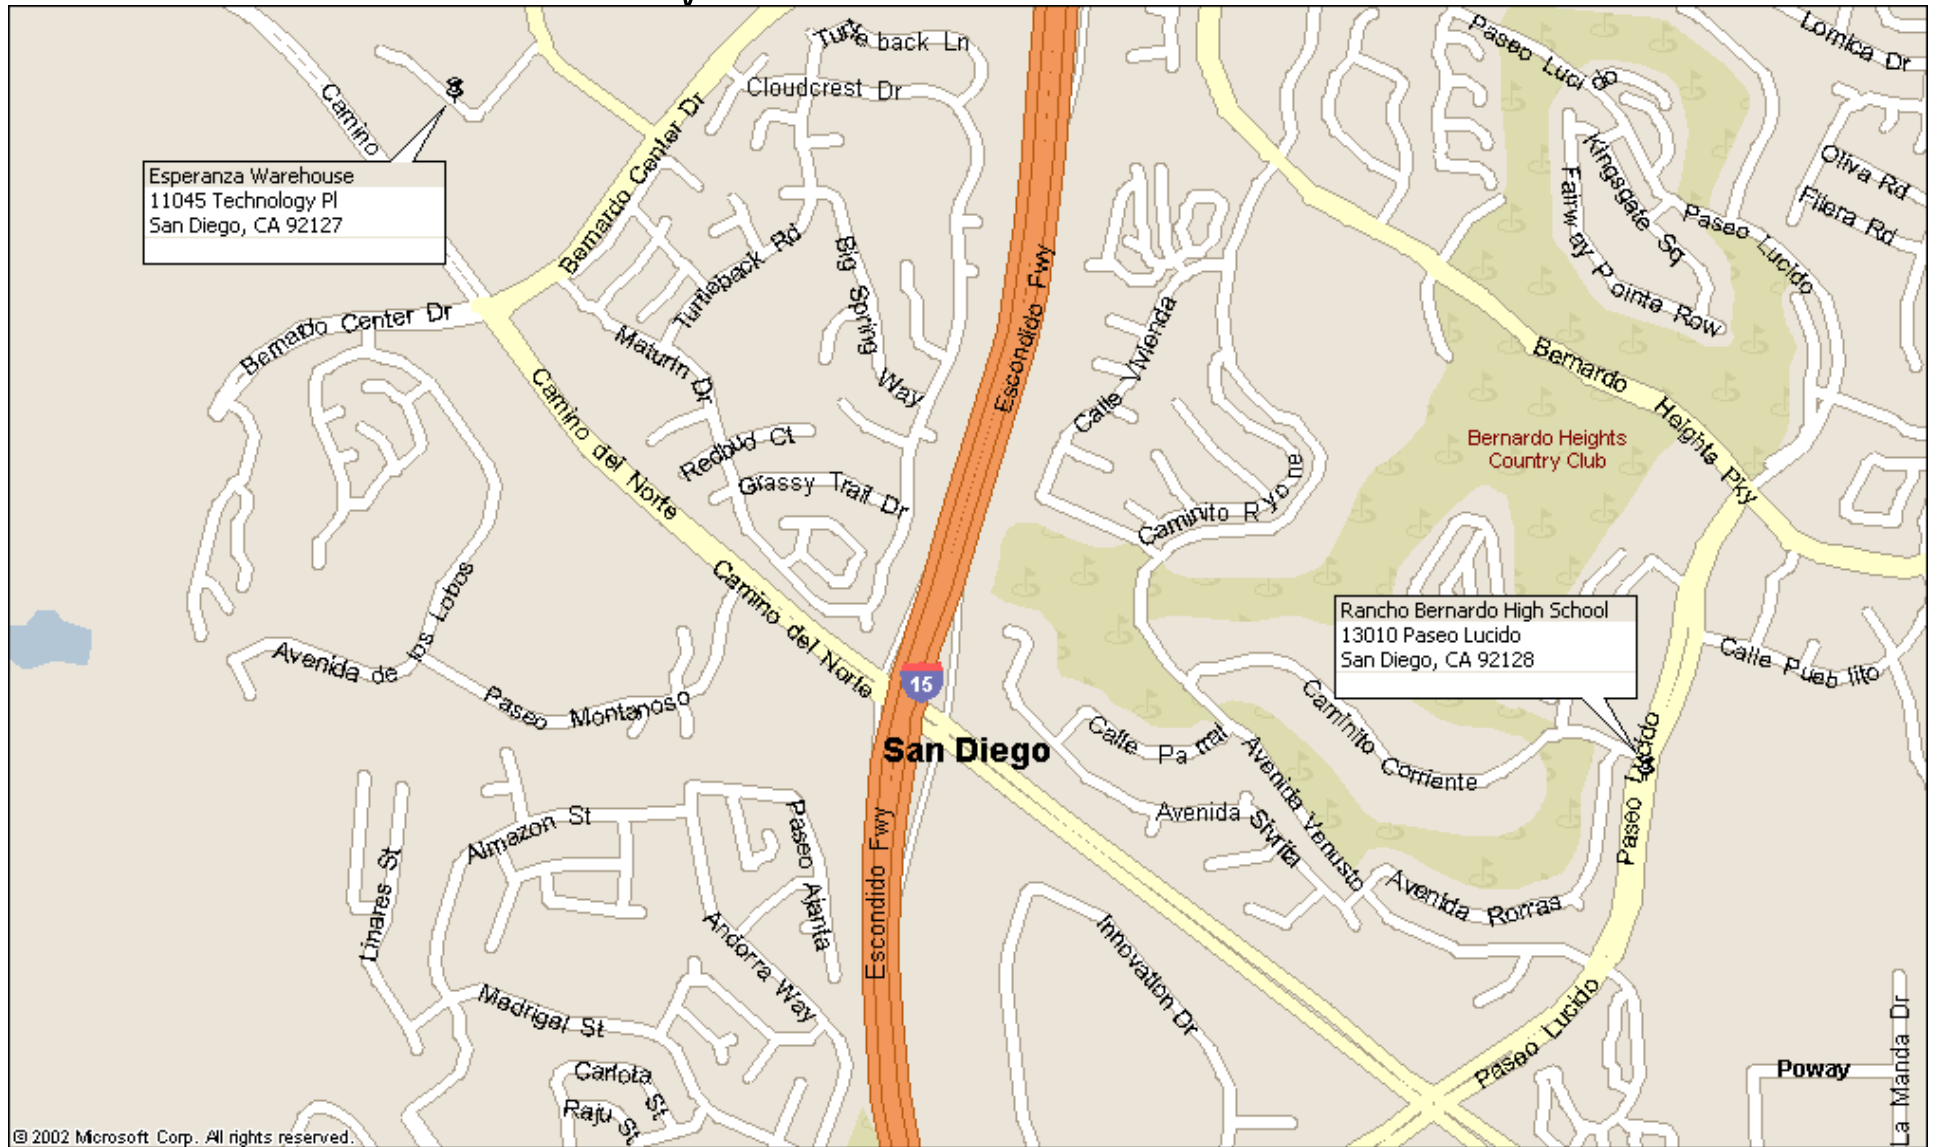 Turtleback Ln
Cloudcrest Dr
Camino
Bernardo Center Dr
Esperanza Warehouse
11045 Technology Pl
San Diego, CA 92127
Bernardo Center Dr
Turtleback Rd
Big Spring Way
Maturin Dr
Redbud Ct
Grassy Trail Dr
Camino del Norte
Camino del Norte
Escondido Fwy
Escondido Fwy
15
San Diego
Avenida de los Lobos
Paseo Montanoso
Almazon St
Linares St
Paseo Ajanta
Andorra Way
Madrigal St
Carlota St
Raju St
Paseo Lucido
Lomica Dr
Oliva Rd
Filera Rd
Kingsgate Sq
Fairway Pointe Row
Paseo Lucido
Calle Vivienda
Caminito Ryone
Bernardo Heights Pky
Bernardo Heights
Country Club
Rancho Bernardo High School
13010 Paseo Lucido
San Diego, CA 92128
Calle Pueblito
Caminito Corriente
Calle Parral
Avenida Venusto
Avenida Sivrita
Avenida Rorras
Paseo Lucido
Innovation Dr
Paseo Lucido
Poway
La Manda Dr
© 2002 Microsoft Corp. All rights reserved.